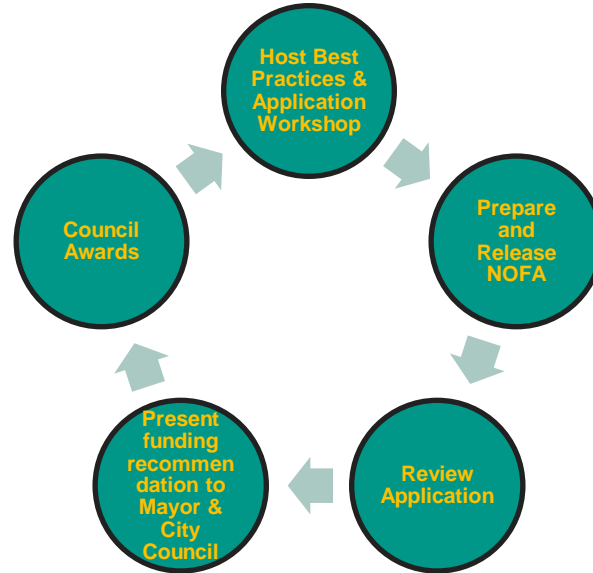 Host Best
Practices &
Application
Workshop
Prepare
and
Release
NOFA
Review
Application
Present
funding
recommen
dation to
Mayor &
City
Council
Council
Awards